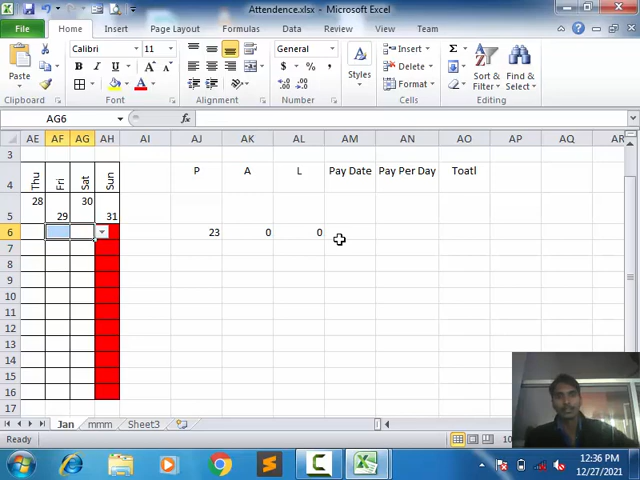 Attendence.xlsx - Microsoft Excel
File Home Insert Page Layout Formulas Data Review View
Paste
Clipboard
Calibri 11
B I U
Font
Alignment
General
$ % ,
Number
Styles
Insert
Delete
Format
Cells
Sort & Filter
Find & Select
Editing
AG6 fx
AE AF AG AH AI AJ AK AL AM AN AO AP AQ AR
3
4 Thu Fri Sat Sun P A L Pay Date Pay Per Day Toatl
5 28 29 30 31
6 23 0 0
7
8
9
10
11
12
13
14
15
16
17
Jan mmm Sheet3
Ready
12:36 PM
12/27/2021